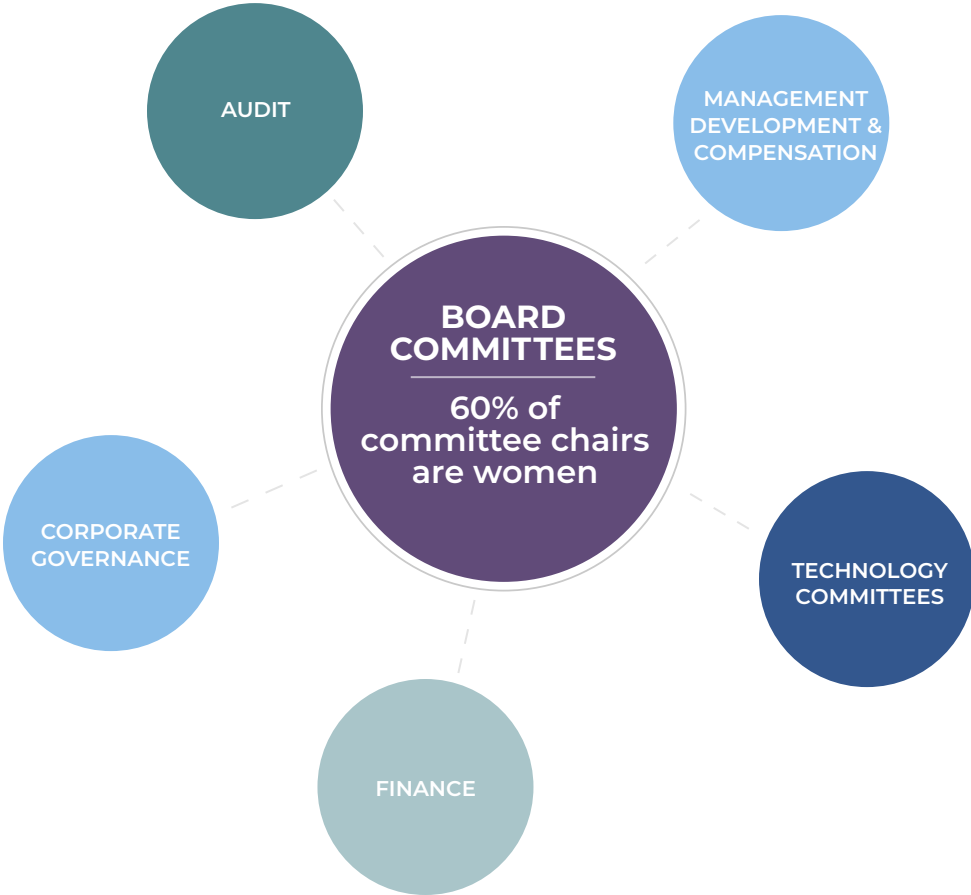 AUDIT
MANAGEMENT
DEVELOPMENT &
COMPENSATION
BOARD
COMMITTEES
60% of
committee chairs
are women
CORPORATE
GOVERNANCE
TECHNOLOGY
COMMITTEES
FINANCE